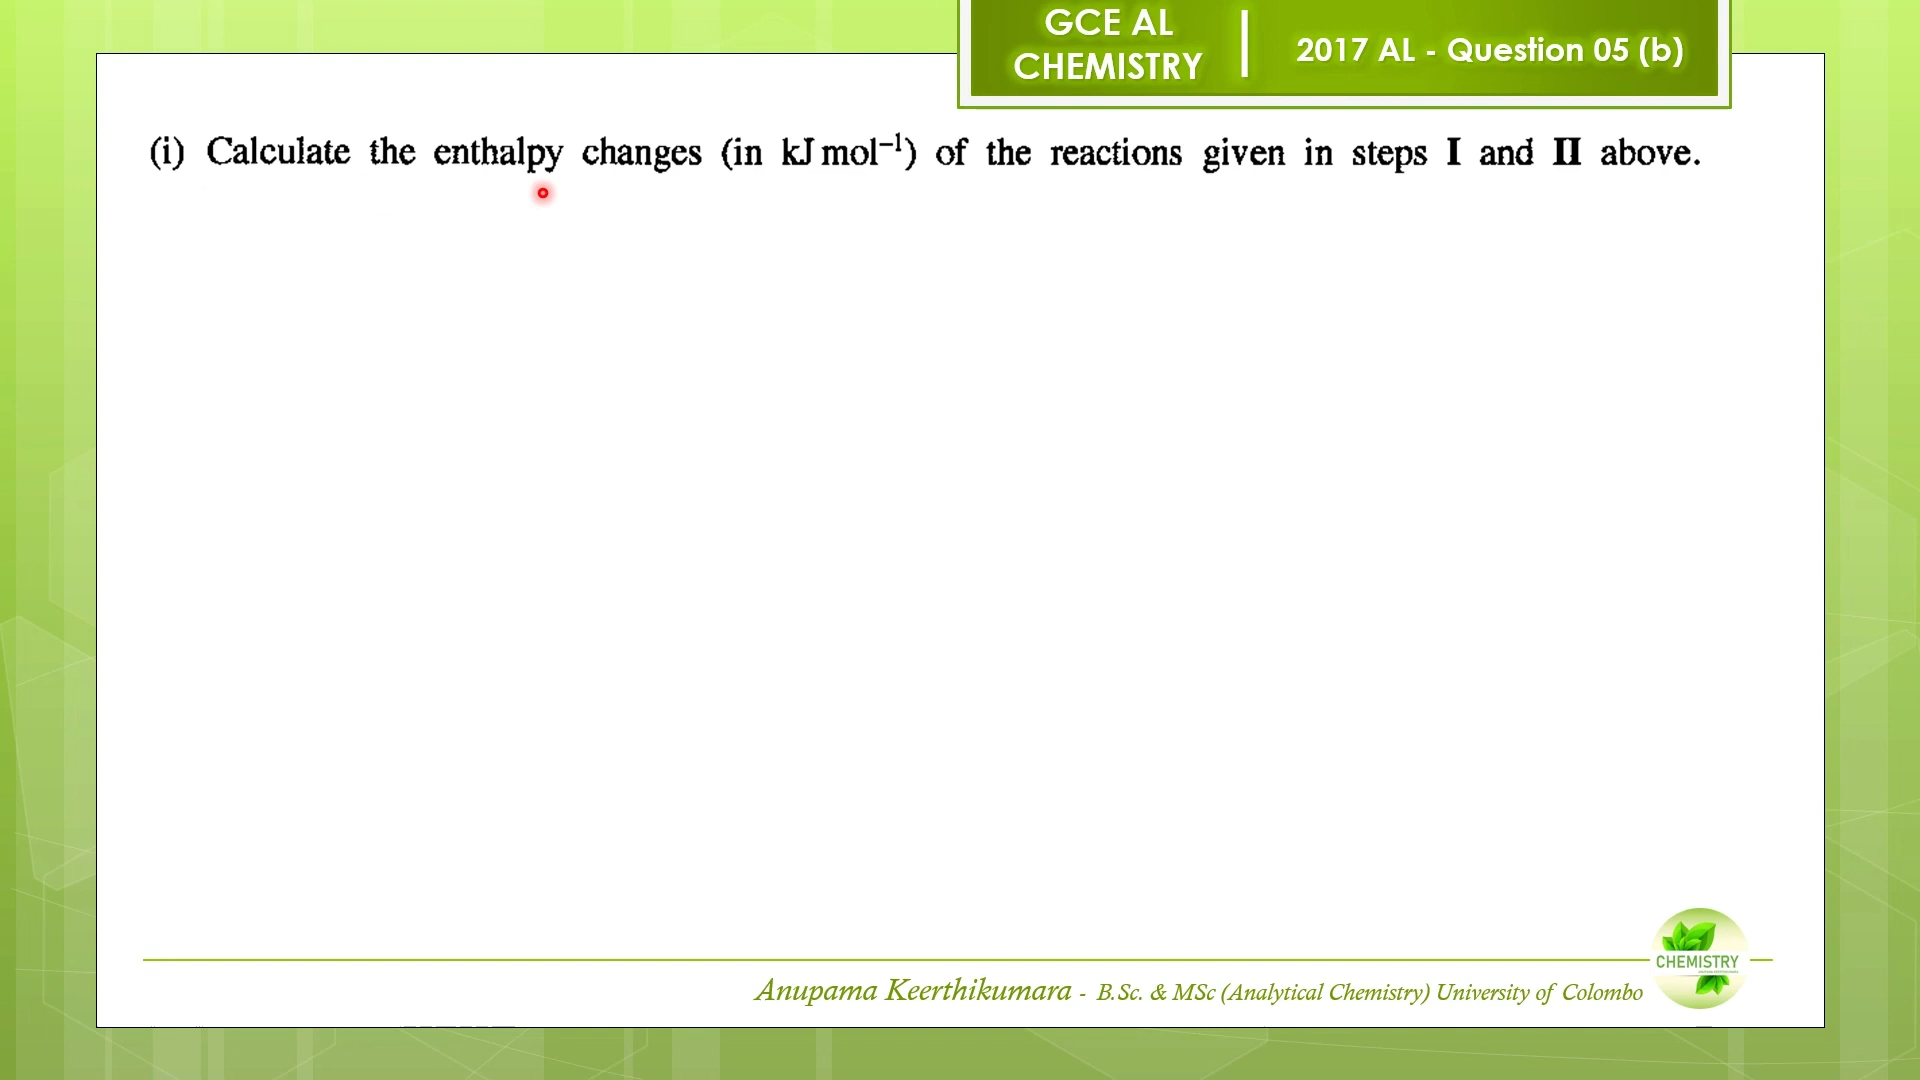 GCE AL
CHEMISTRY
2017 AL - Question 05 (b)
(i) Calculate the enthalpy changes (in kJ mol⁻¹) of the reactions given in steps I and II above.
CHEMISTRY
Anupama Keerthikumara - B.Sc. & MSc (Analytical Chemistry) University of Colombo